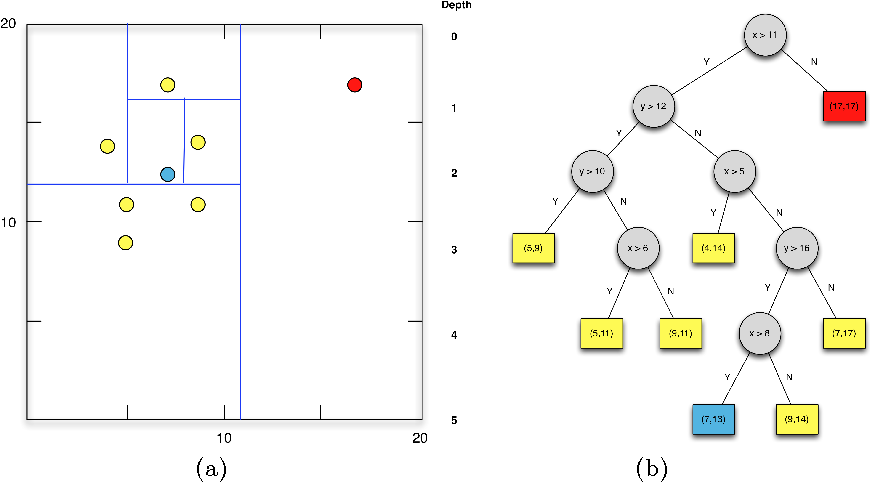 20
10
10
20
(a)
Depth
0
1
2
3
4
5
x > 11
Y
N
y > 12
(17,17)
Y
N
y > 10
x > 5
Y
N
Y
N
(5,9)
x > 6
(4,14)
y > 16
Y
N
Y
N
(5,11)
(9,11)
x > 8
(7,17)
Y
N
(7,13)
(9,14)
(b)